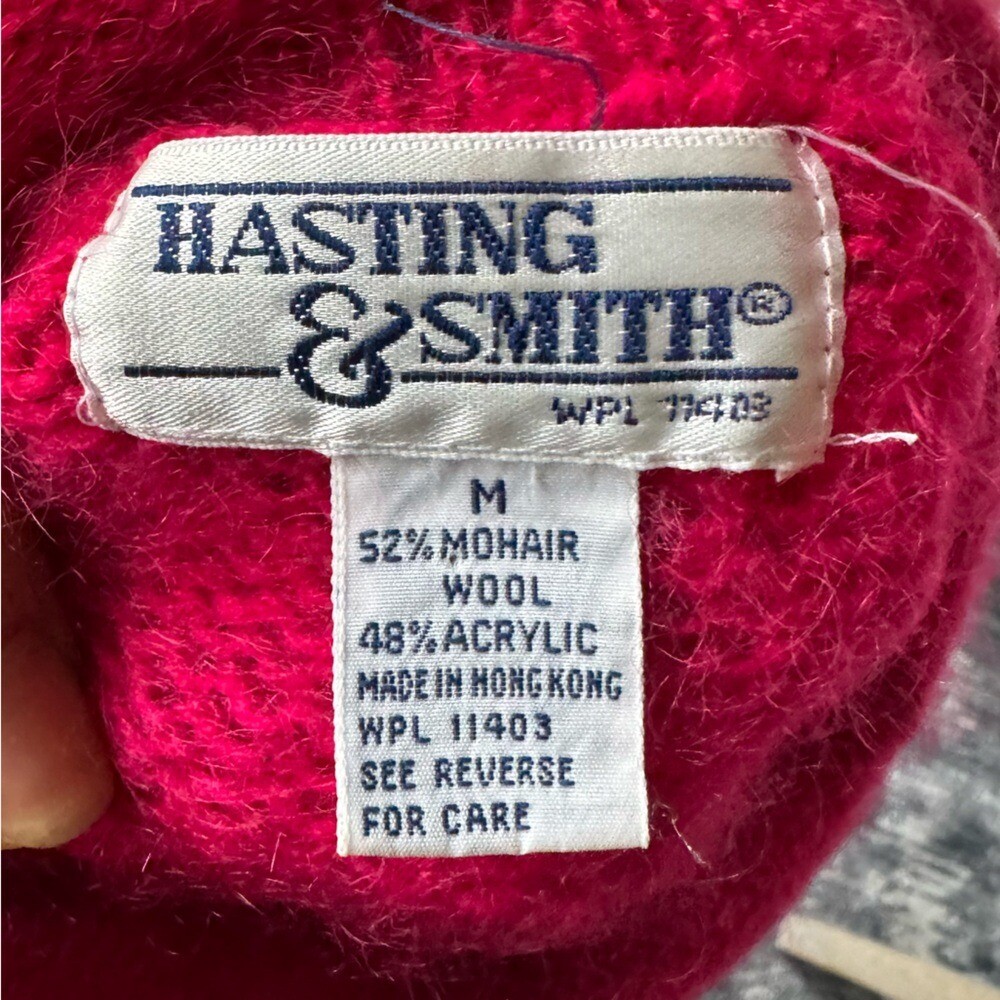 HASTING
& SMITH®
WPL 11403
M
52% MOHAIR
WOOL
48% ACRYLIC
MADE IN HONG KONG
WPL 11403
SEE REVERSE
FOR CARE